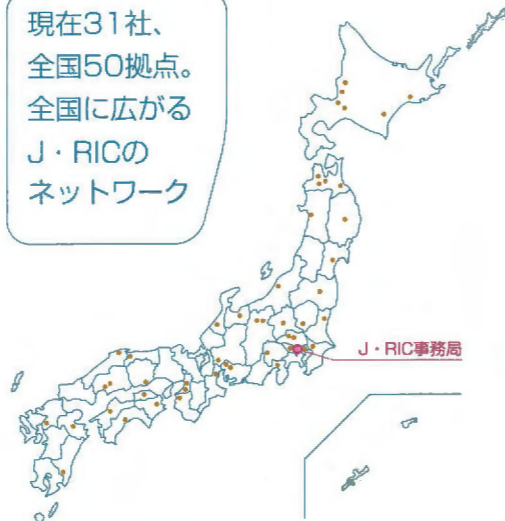 現在31社、
全国50拠点。
全国に広がる
J・RICの
ネットワーク
J・RIC事務局